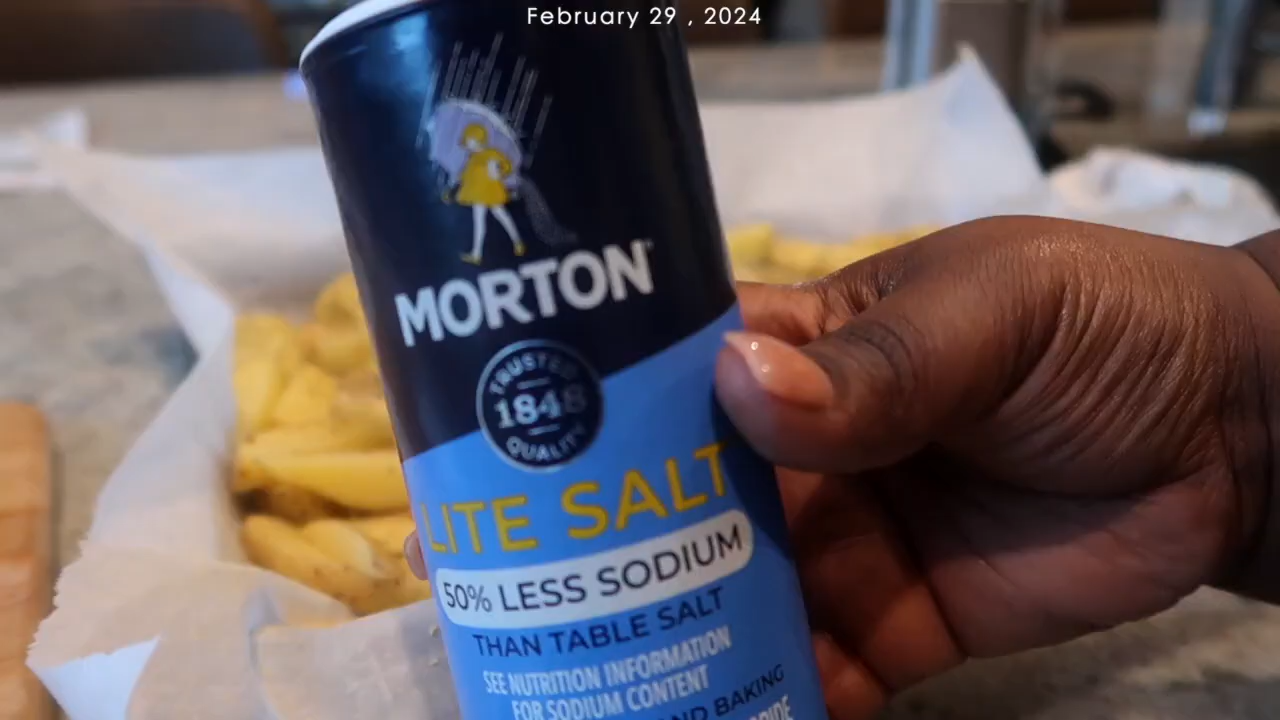 February 29 , 2024
MORTON
TRUSTED
1848
QUALITY
LITE SALT
50% LESS SODIUM
THAN TABLE SALT
SEE NUTRITION INFORMATION
FOR SODIUM CONTENT
AND BAKING